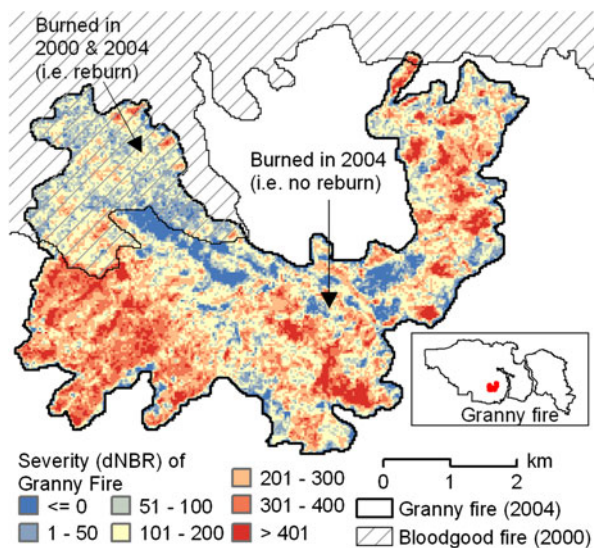 Burned in
2000 & 2004
(i.e. reburn)
Burned in 2004
(i.e. no reburn)
Granny fire
Severity (dNBR) of
Granny Fire
<= 0
1 - 50
51 - 100
101 - 200
201 - 300
301 - 400
> 401
0 1 2 km
Granny fire (2004)
Bloodgood fire (2000)